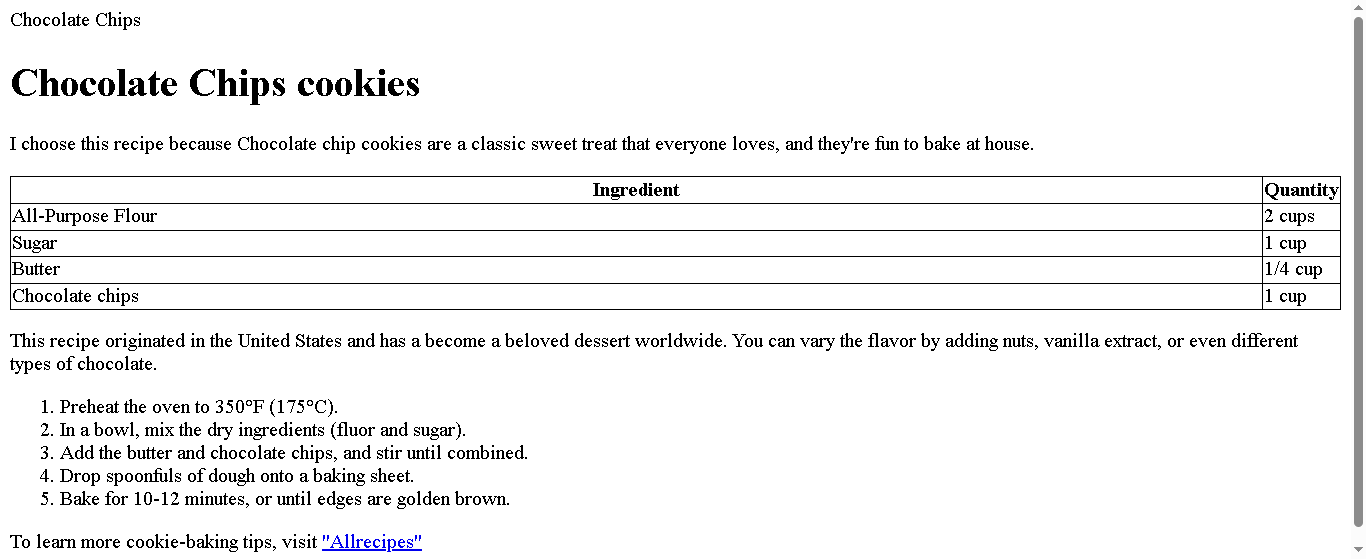 Chocolate Chips
Chocolate Chips cookies
I choose this recipe because Chocolate chip cookies are a classic sweet treat that everyone loves, and they're fun to bake at house.
Ingredient Quantity
All-Purpose Flour 2 cups
Sugar 1 cup
Butter 1/4 cup
Chocolate chips 1 cup
This recipe originated in the United States and has a become a beloved dessert worldwide. You can vary the flavor by adding nuts, vanilla extract, or even different
types of chocolate.
1. Preheat the oven to 350°F (175°C).
2. In a bowl, mix the dry ingredients (fluor and sugar).
3. Add the butter and chocolate chips, and stir until combined.
4. Drop spoonfuls of dough onto a baking sheet.
5. Bake for 10-12 minutes, or until edges are golden brown.
To learn more cookie-baking tips, visit "Allrecipes"